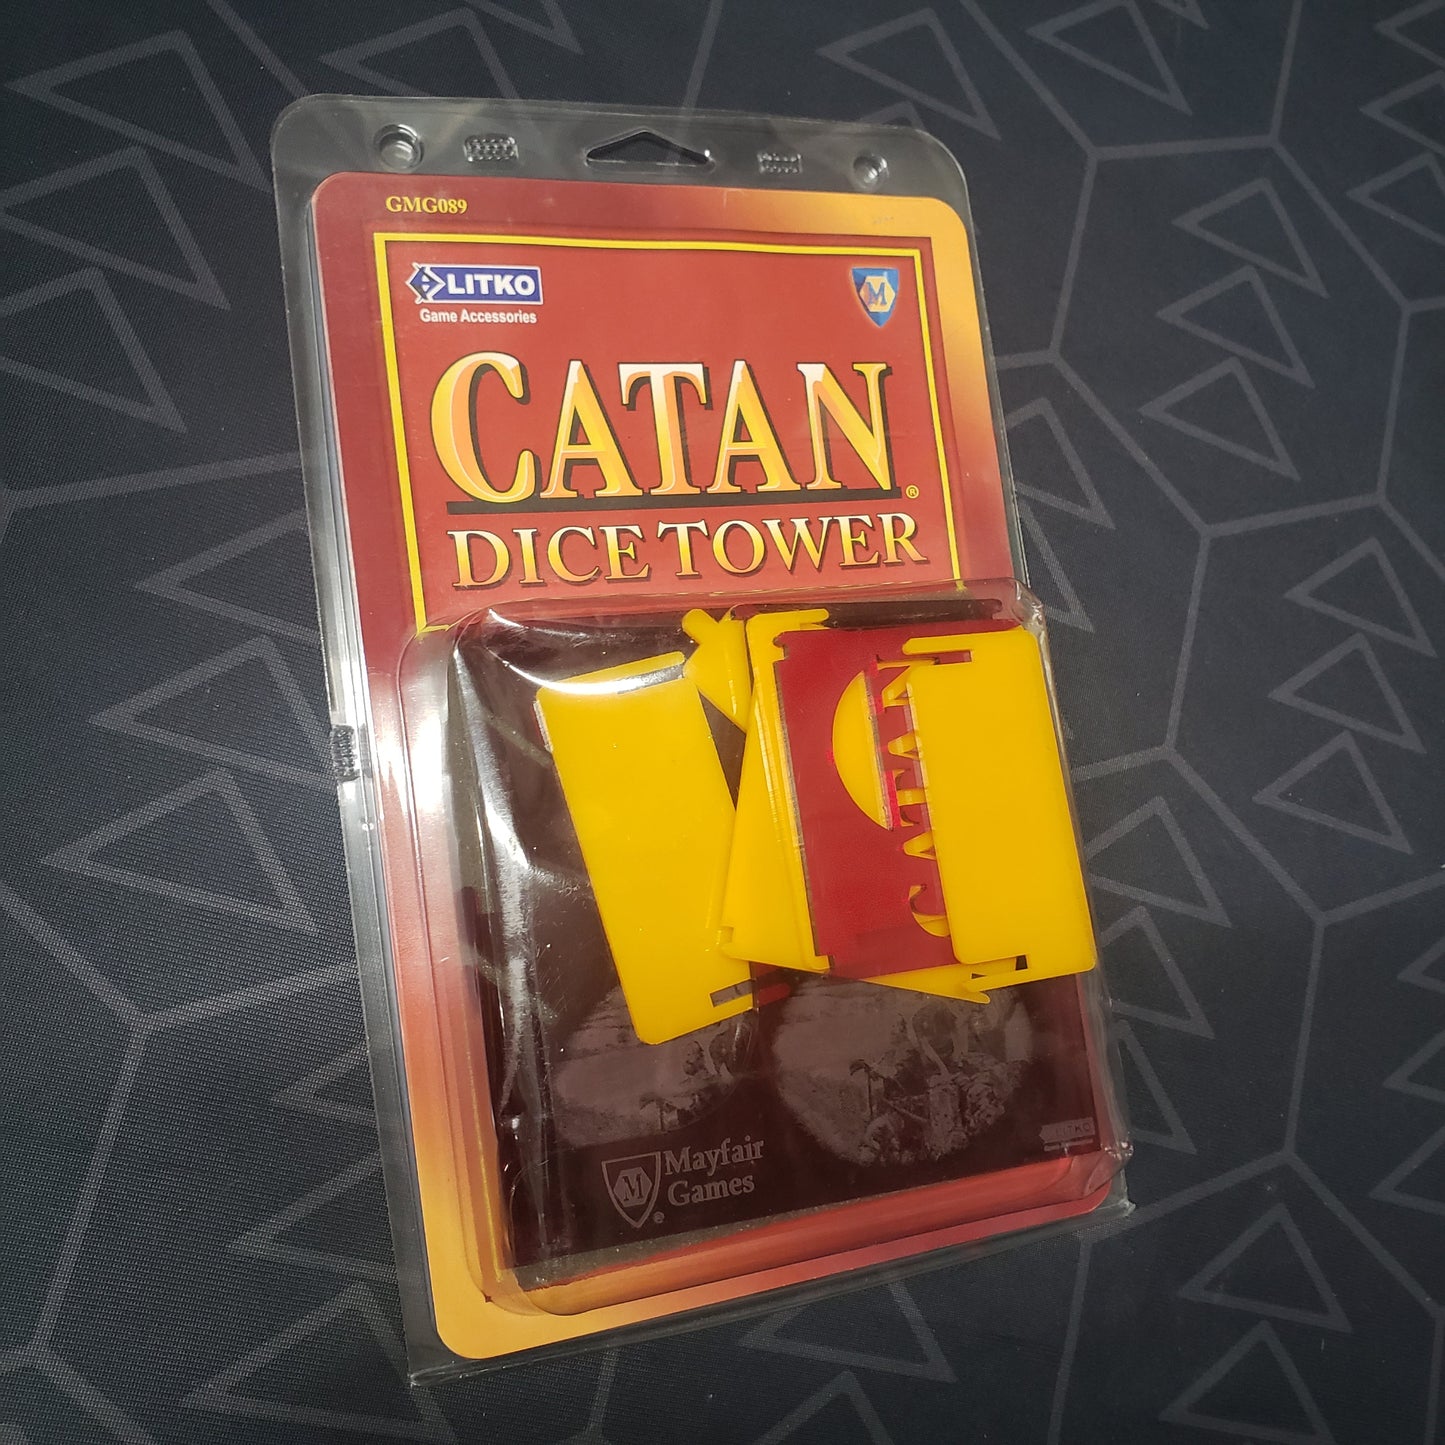 GMG089
LITKO
Game Accessories
M
CATAN®
DICE TOWER
CATAN
M
Mayfair
Games
®
LITKO